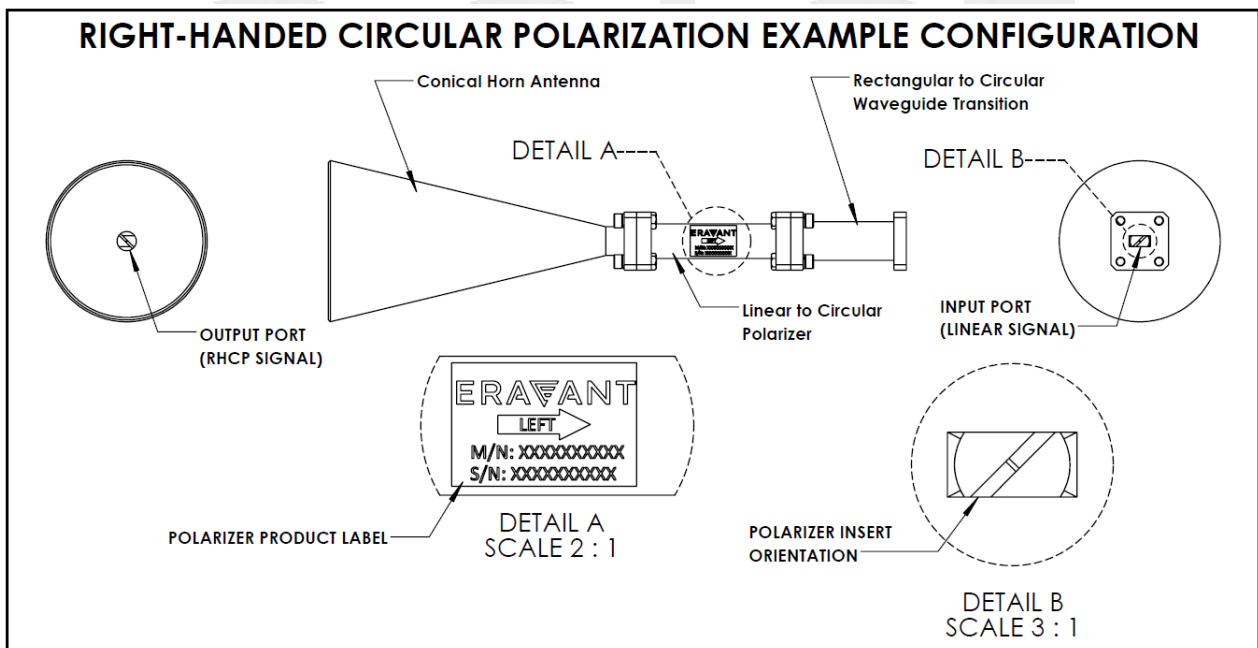 RIGHT-HANDED CIRCULAR POLARIZATION EXAMPLE CONFIGURATION
Conical Horn Antenna
Rectangular to Circular
Waveguide Transition
DETAIL A
DETAIL B
ERAVANT
OUTPUT PORT
(RHCP SIGNAL)
Linear to Circular
Polarizer
INPUT PORT
(LINEAR SIGNAL)
ERAVANT
LEFT
M/N: XXXXXXXXXX
S/N: XXXXXXXXXX
POLARIZER PRODUCT LABEL
DETAIL A
SCALE 2 : 1
POLARIZER INSERT
ORIENTATION
DETAIL B
SCALE 3 : 1